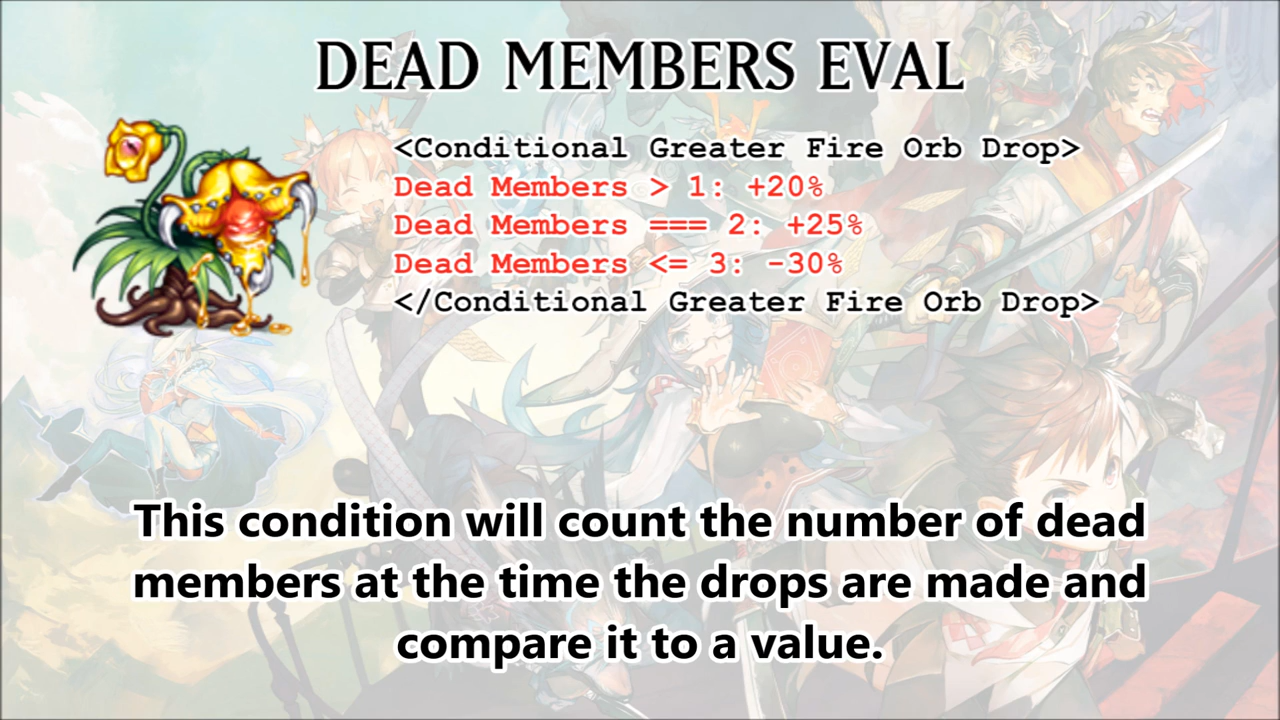 DEAD MEMBERS EVAL
<Conditional Greater Fire Orb Drop>
Dead Members > 1: +20%
Dead Members === 2: +25%
Dead Members <= 3: -30%
</Conditional Greater Fire Orb Drop>
This condition will count the number of dead
members at the time the drops are made and
compare it to a value.